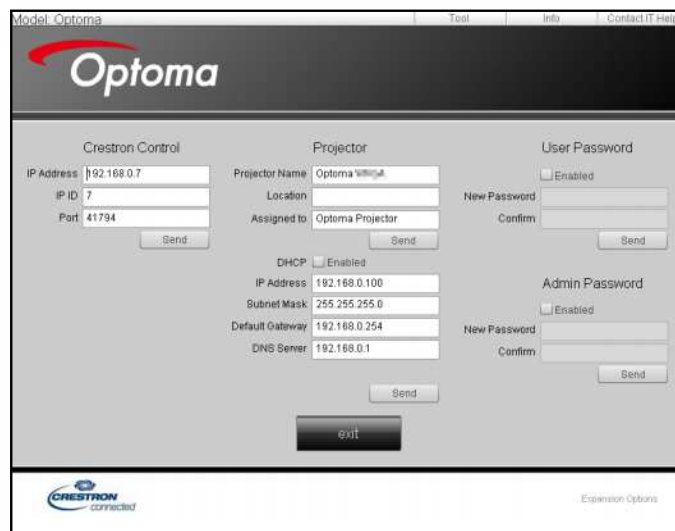 Model: Optoma
Tool
Info
Contact IT Help
Optoma
Crestron Control
IP Address 192.168.0.7
IP ID 7
Port 41794
Send
Projector
Projector Name Optoma
Location
Assigned to Optoma Projector
Send
DHCP Enabled
IP Address 192.168.0.100
Subnet Mask 255.255.255.0
Default Gateway 192.168.0.254
DNS Server 192.168.0.1
Send
User Password
Enabled
New Password
Confirm
Send
Admin Password
Enabled
New Password
Confirm
Send
exit
CRESTRON
connected
Expansion Options